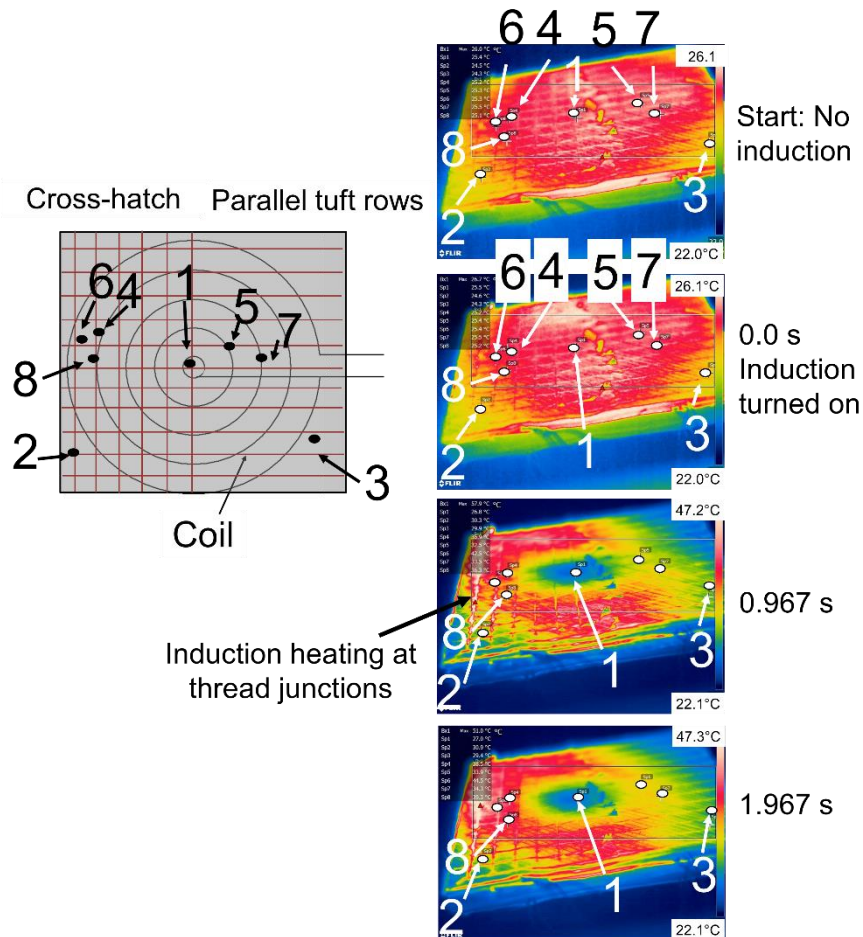 6 4 5 7
1
26.1
8
2
3
22.0°C
FLIR
Start: No
induction
Cross-hatch Parallel tuft rows
6 4 1 5 7
8
2
3
Coil
6 4 5 7
26.1°C
8
2
1
3
22.0°C
FLIR
0.0 s
Induction
turned on
47.2°C
8
2
1
3
22.1°C
0.967 s
Induction heating at
thread junctions
47.3°C
8
2
1
3
22.1°C
1.967 s